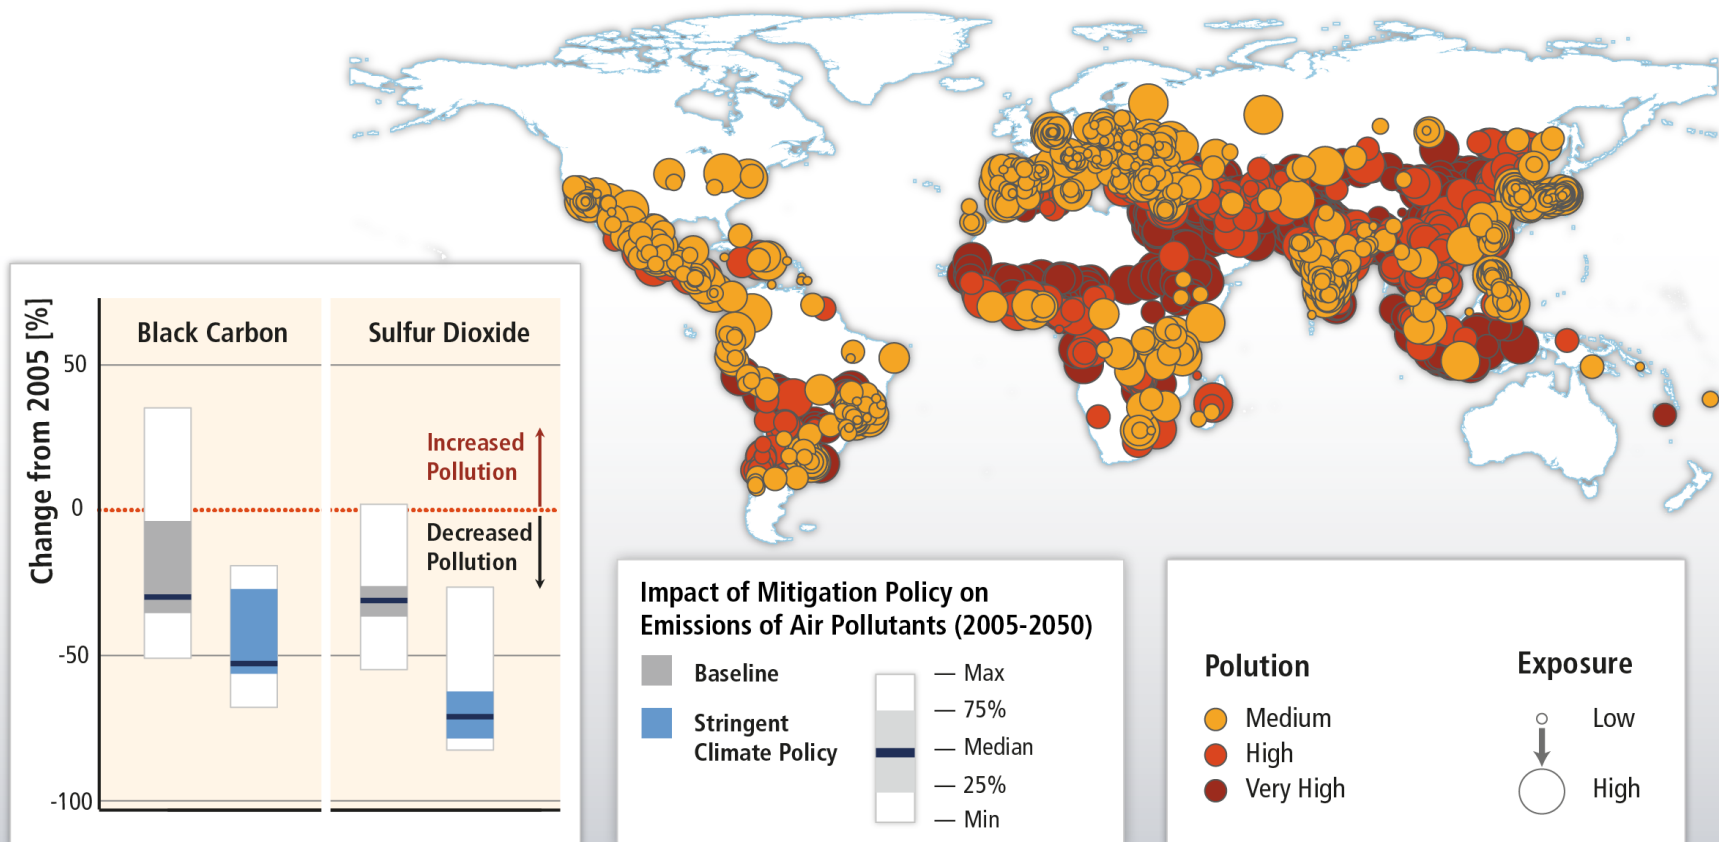 Change from 2005 [%]
Black Carbon
Sulfur Dioxide
50
0
-50
-100
Increased
Pollution
Decreased
Pollution
Impact of Mitigation Policy on
Emissions of Air Pollutants (2005-2050)
Baseline
Stringent
Climate Policy
Max
75%
Median
25%
Min
Polution
Medium
High
Very High
Exposure
Low
High